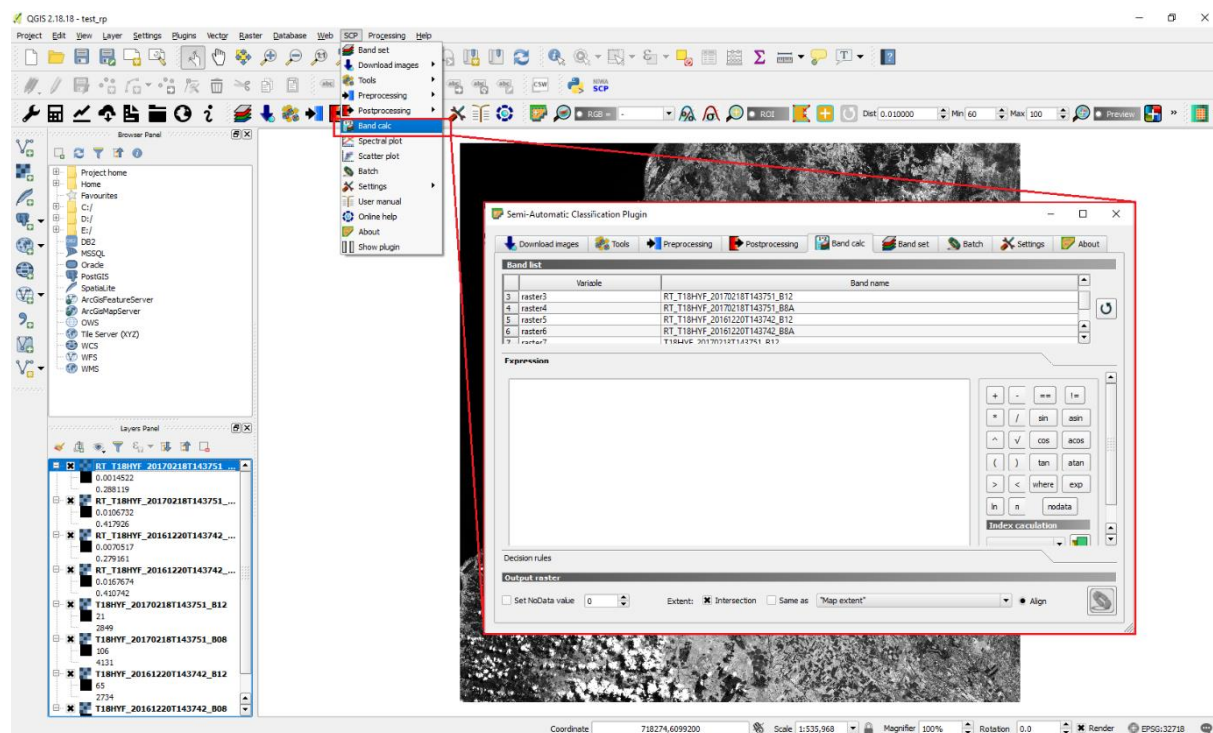 QGIS 2.18.18 - test_rp
Project Edit View Layer Settings Plugins Vector Raster Database Web SCP Processing Help
Band set
Download images
Tools
Preprocessing
Postprocessing
Band calc
Spectral plot
Scatter plot
Batch
Settings
User manual
Online help
About
Show plugin
CSW
NIWA
SCP
RGB = -
ROI
Dist 0.010000 Min 60 Max 100 Preview
Browser Panel
Project home
Home
Favourites
C:/
D:/
E:/
DB2
MSSQL
Oracle
PostGIS
SpatiaLite
ArcGisFeatureServer
ArcGisMapServer
OWS
Tile Server (XYZ)
WCS
WFS
WMS
Layers Panel
RT_T18HYF_20170218T143751_...
0.0014522
0.288119
RT_T18HYF_20170218T143751_...
0.0106732
0.417926
RT_T18HYF_20161220T143742_...
0.0070517
0.279161
RT_T18HYF_20161220T143742_...
0.0167674
0.410742
T18HYF_20170218T143751_B12
21
2849
T18HYF_20170218T143751_B08
106
4131
T18HYF_20161220T143742_B12
65
2734
T18HYF_20161220T143742_B08
Semi-Automatic Classification Plugin
Download images Tools Preprocessing Postprocessing Band calc Band set Batch Settings About
Band list
Variable Band name
3 raster3 RT_T18HYF_20170218T143751_B12
4 raster4 RT_T18HYF_20170218T143751_B8A
5 raster5 RT_T18HYF_20161220T143742_B12
6 raster6 RT_T18HYF_20161220T143742_B8A
7 raster7 T18HYF_20170218T143751_B12
Expression
+ - == !=
* / sin asin
^ √ cos acos
( ) tan atan
> < where exp
ln π nodata
Index caculation
Decision rules
Output raster
Set NoData value 0 Extent: Intersection Same as "Map extent" Align
Coordinate 718274,6099200 Scale 1:535,968 Magnifier 100% Rotation 0.0 Render EPSG:32718